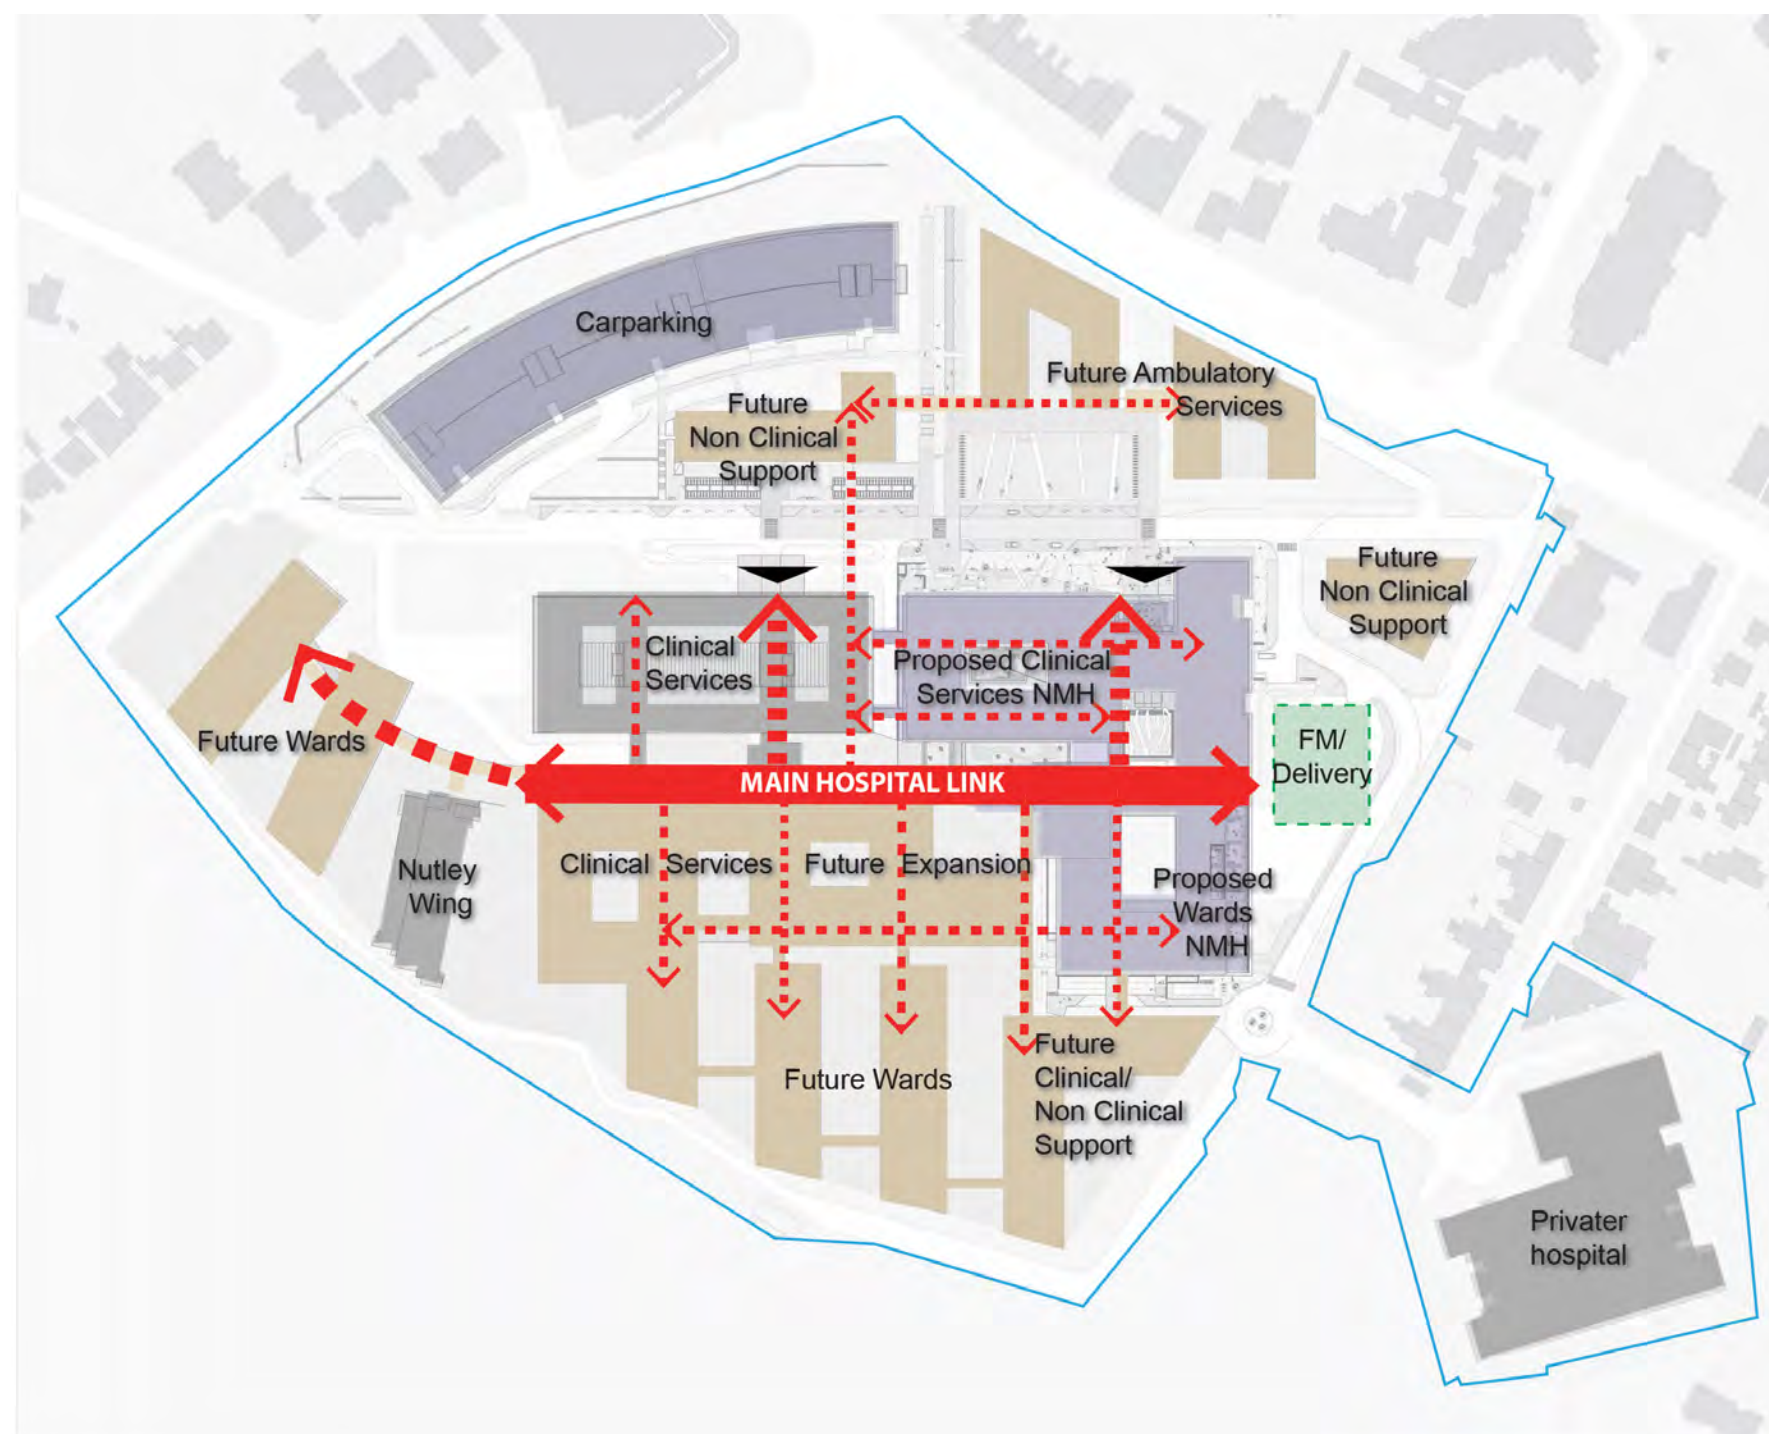 Carparking
Future Ambulatory
Services
Future
Non Clinical
Support
Future
Non Clinical
Support
Clinical
Services
Proposed Clinical
Services NMH
Future Wards
FM/
Delivery
MAIN HOSPITAL LINK
Nutley
Wing
Clinical Services Future Expansion
Proposed
Wards
NMH
Future Wards
Future
Clinical/
Non Clinical
Support
Privater
hospital